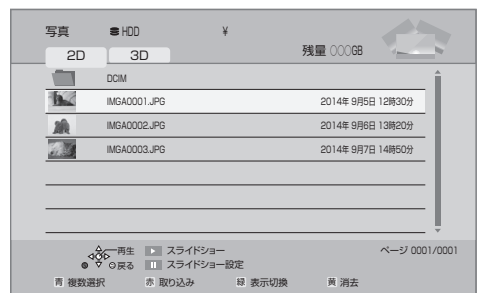 写真 HDD ¥
2D 3D 残量 ○○○GB
DCIM
IMGA0001.JPG 2014年 9月5日 12時30分
IMGA0002.JPG 2014年 9月6日 13時20分
IMGA0003.JPG 2014年 9月7日 14時50分
再生 スライドショー ページ 0001/0001
戻る スライドショー設定
青 複数選択 赤 取り込み 緑 表示切換 黄 消去